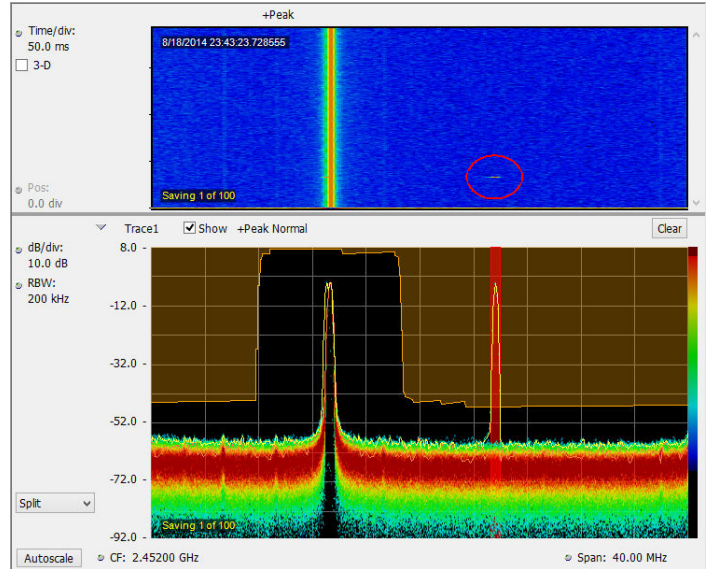 +Peak
Time/div:
50.0 ms
3-D
8/18/2014 23:43:23.728555
Pos:
0.0 div
Saving 1 of 100
Trace1
Show
+Peak Normal
Clear
dB/div:
10.0 dB
RBW:
200 kHz
8.0 -
-12.0 -
-32.0 -
-52.0 -
-72.0 -
-92.0 -
Split
Saving 1 of 100
Autoscale
CF: 2.45200 GHz
Span: 40.00 MHz